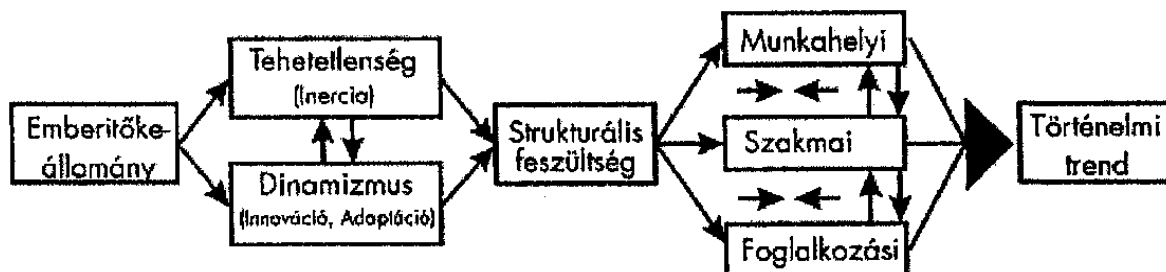 Emberitőke-
állomány
Tehetetlenség
(Inercia)
Dinamizmus
(Innováció, Adaptáció)
Strukturális
feszültség
Munkahelyi
Szakmai
Foglalkozási
Történelmi
trend